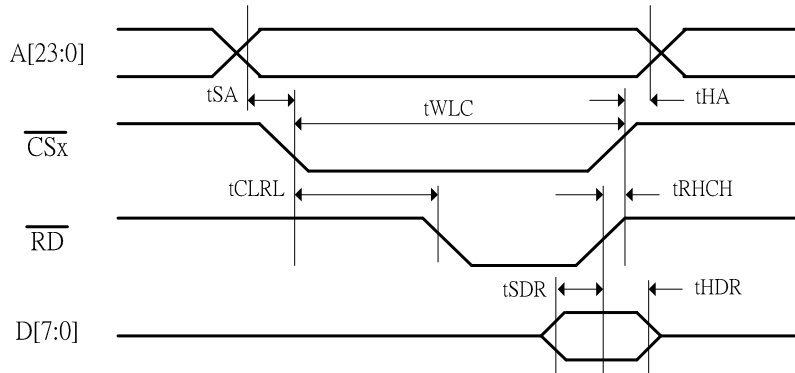 A[23:0]
tSA
tHA
tWLC
CSx
tCLRL
tRHCH
RD
tSDR
tHDR
D[7:0]